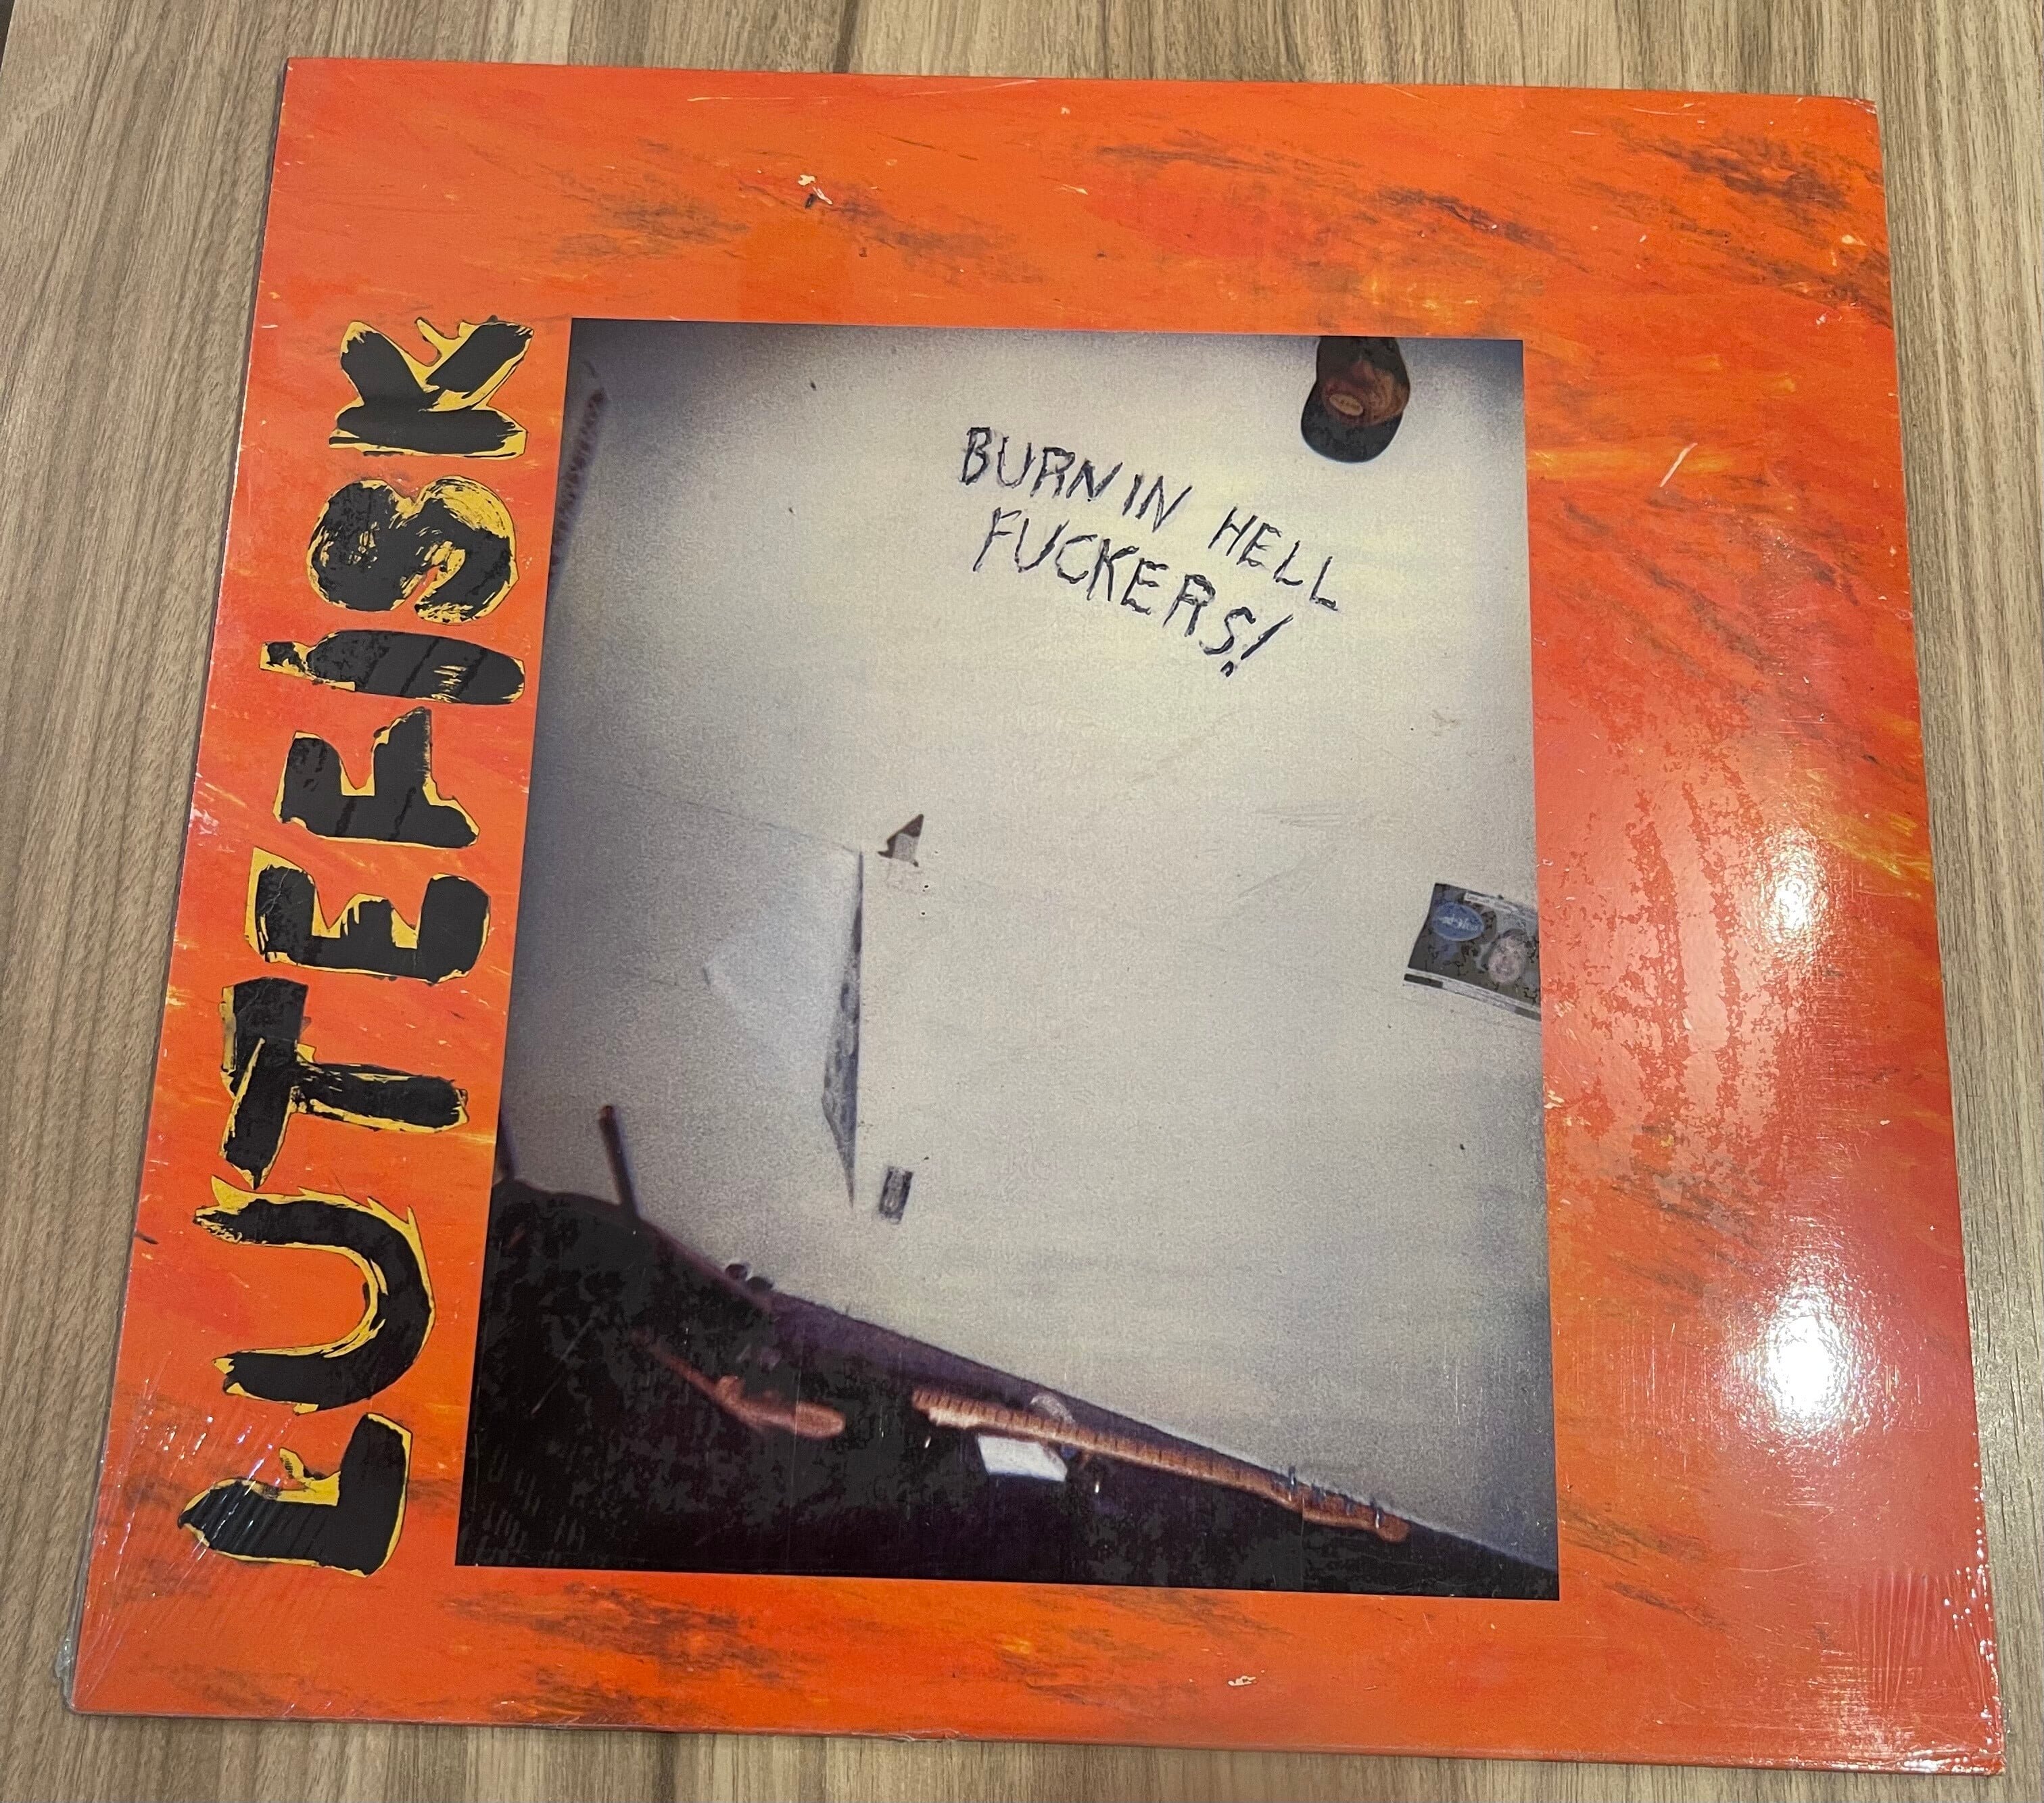 LUTEFiSK
BURN IN HELL
FUCKERS!